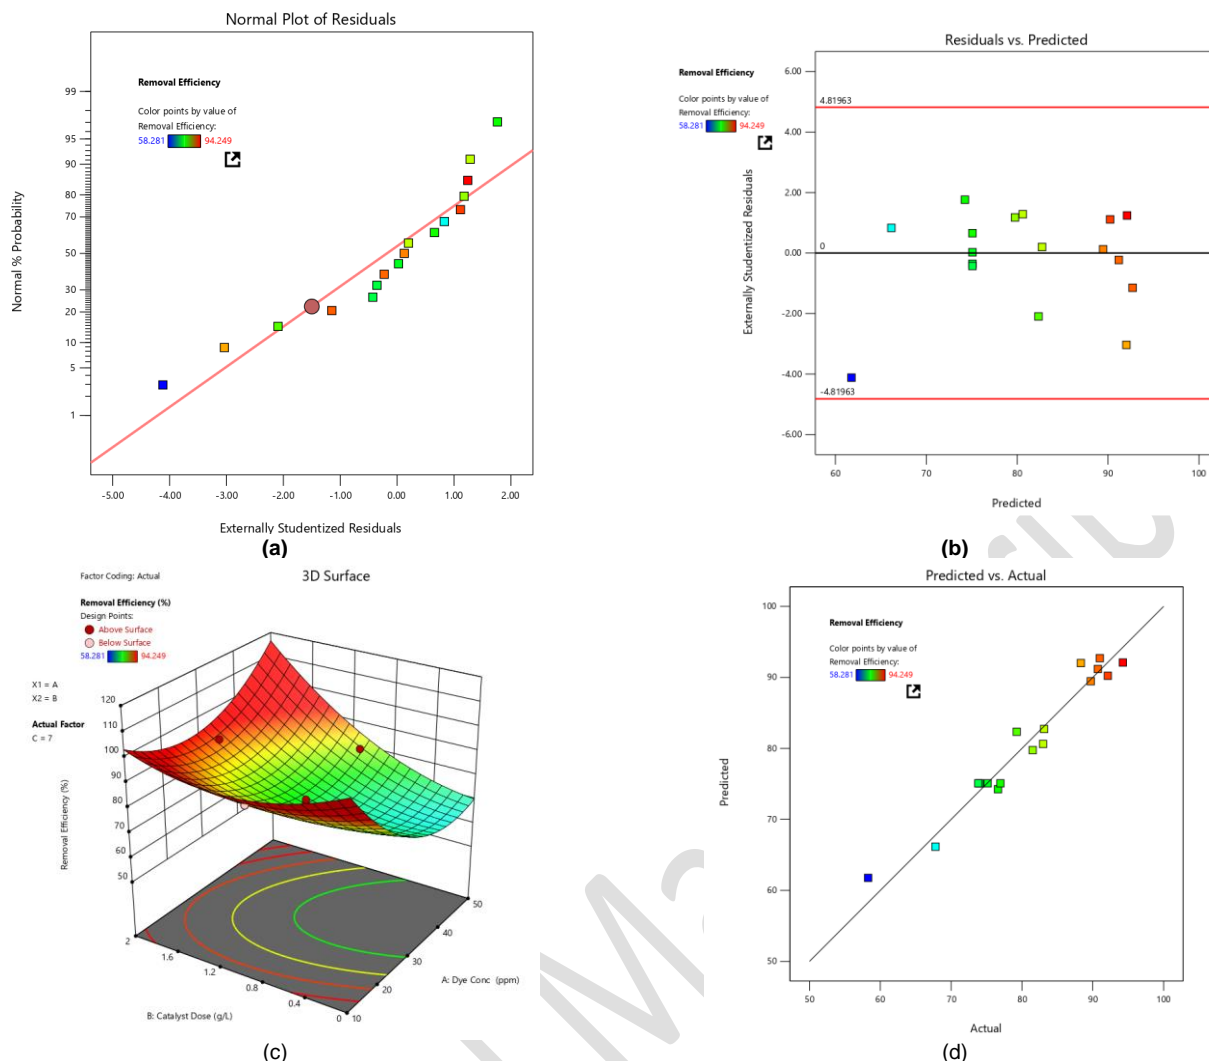 Normal Plot of Residuals
Removal Efficiency
Color points by value of
Removal Efficiency:
58.281 94.249
Normal % Probability
99
95
90
80
70
50
30
20
10
5
1
-5.00 -4.00 -3.00 -2.00 -1.00 0.00 1.00 2.00
Externally Studentized Residuals
(a)
Residuals vs. Predicted
Removal Efficiency
Color points by value of
Removal Efficiency:
58.281 94.249
Externally Studentized Residuals
6.00
4.00
2.00
0.00
-2.00
-4.00
-6.00
4.81963
0
-4.81963
60 70 80 90 100
Predicted
(b)
3D Surface
Factor Coding: Actual
Removal Efficiency (%)
Design Points:
Above Surface
Below Surface
58.281 94.249
X1 = A
X2 = B
Actual Factor
C = 7
Removal Efficiency (%)
120
110
100
90
80
70
60
50
2
1.6
1.2
0.8
0.4
0
10
20
30
40
50
A: Dye Conc (ppm)
B: Catalyst Dose (g/L)
(c)
Predicted vs. Actual
Removal Efficiency
Color points by value of
Removal Efficiency:
58.281 94.249
Predicted
100
90
80
70
60
50
50 60 70 80 90 100
Actual
(d)